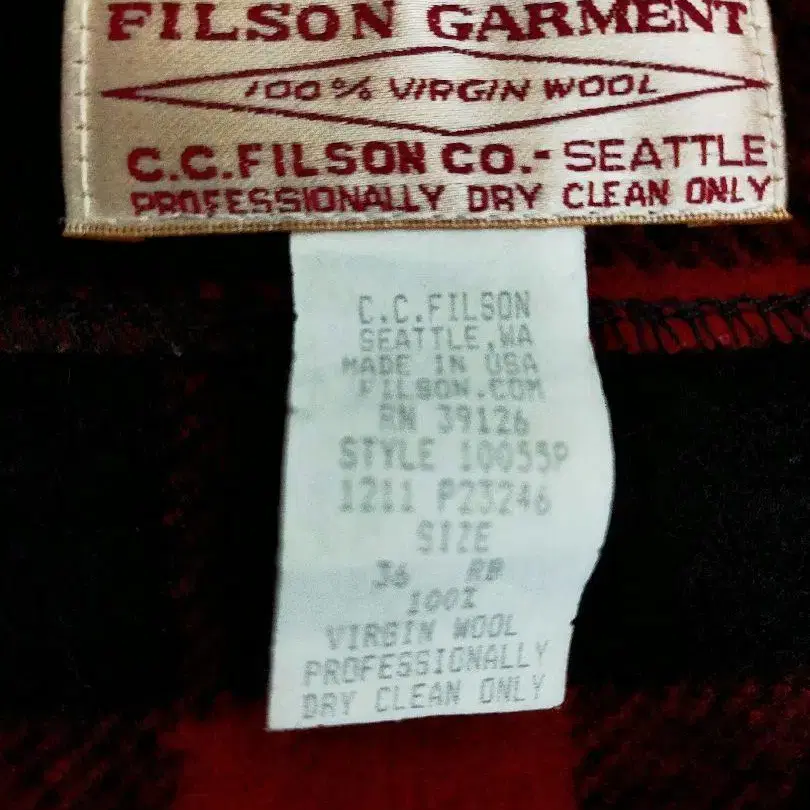 FILSON GARMENT
100% VIRGIN WOOL
C.C.FILSON CO.- SEATTLE
PROFESSIONALLY DRY CLEAN ONLY
C.C.FILSON
SEATTLE,WA
MADE IN USA
FILSON.COM
RN 39126
STYLE 10055P
1211 P23246
SIZE
36 RB
100%
VIRGIN WOOL
PROFESSIONALLY
DRY CLEAN ONLY